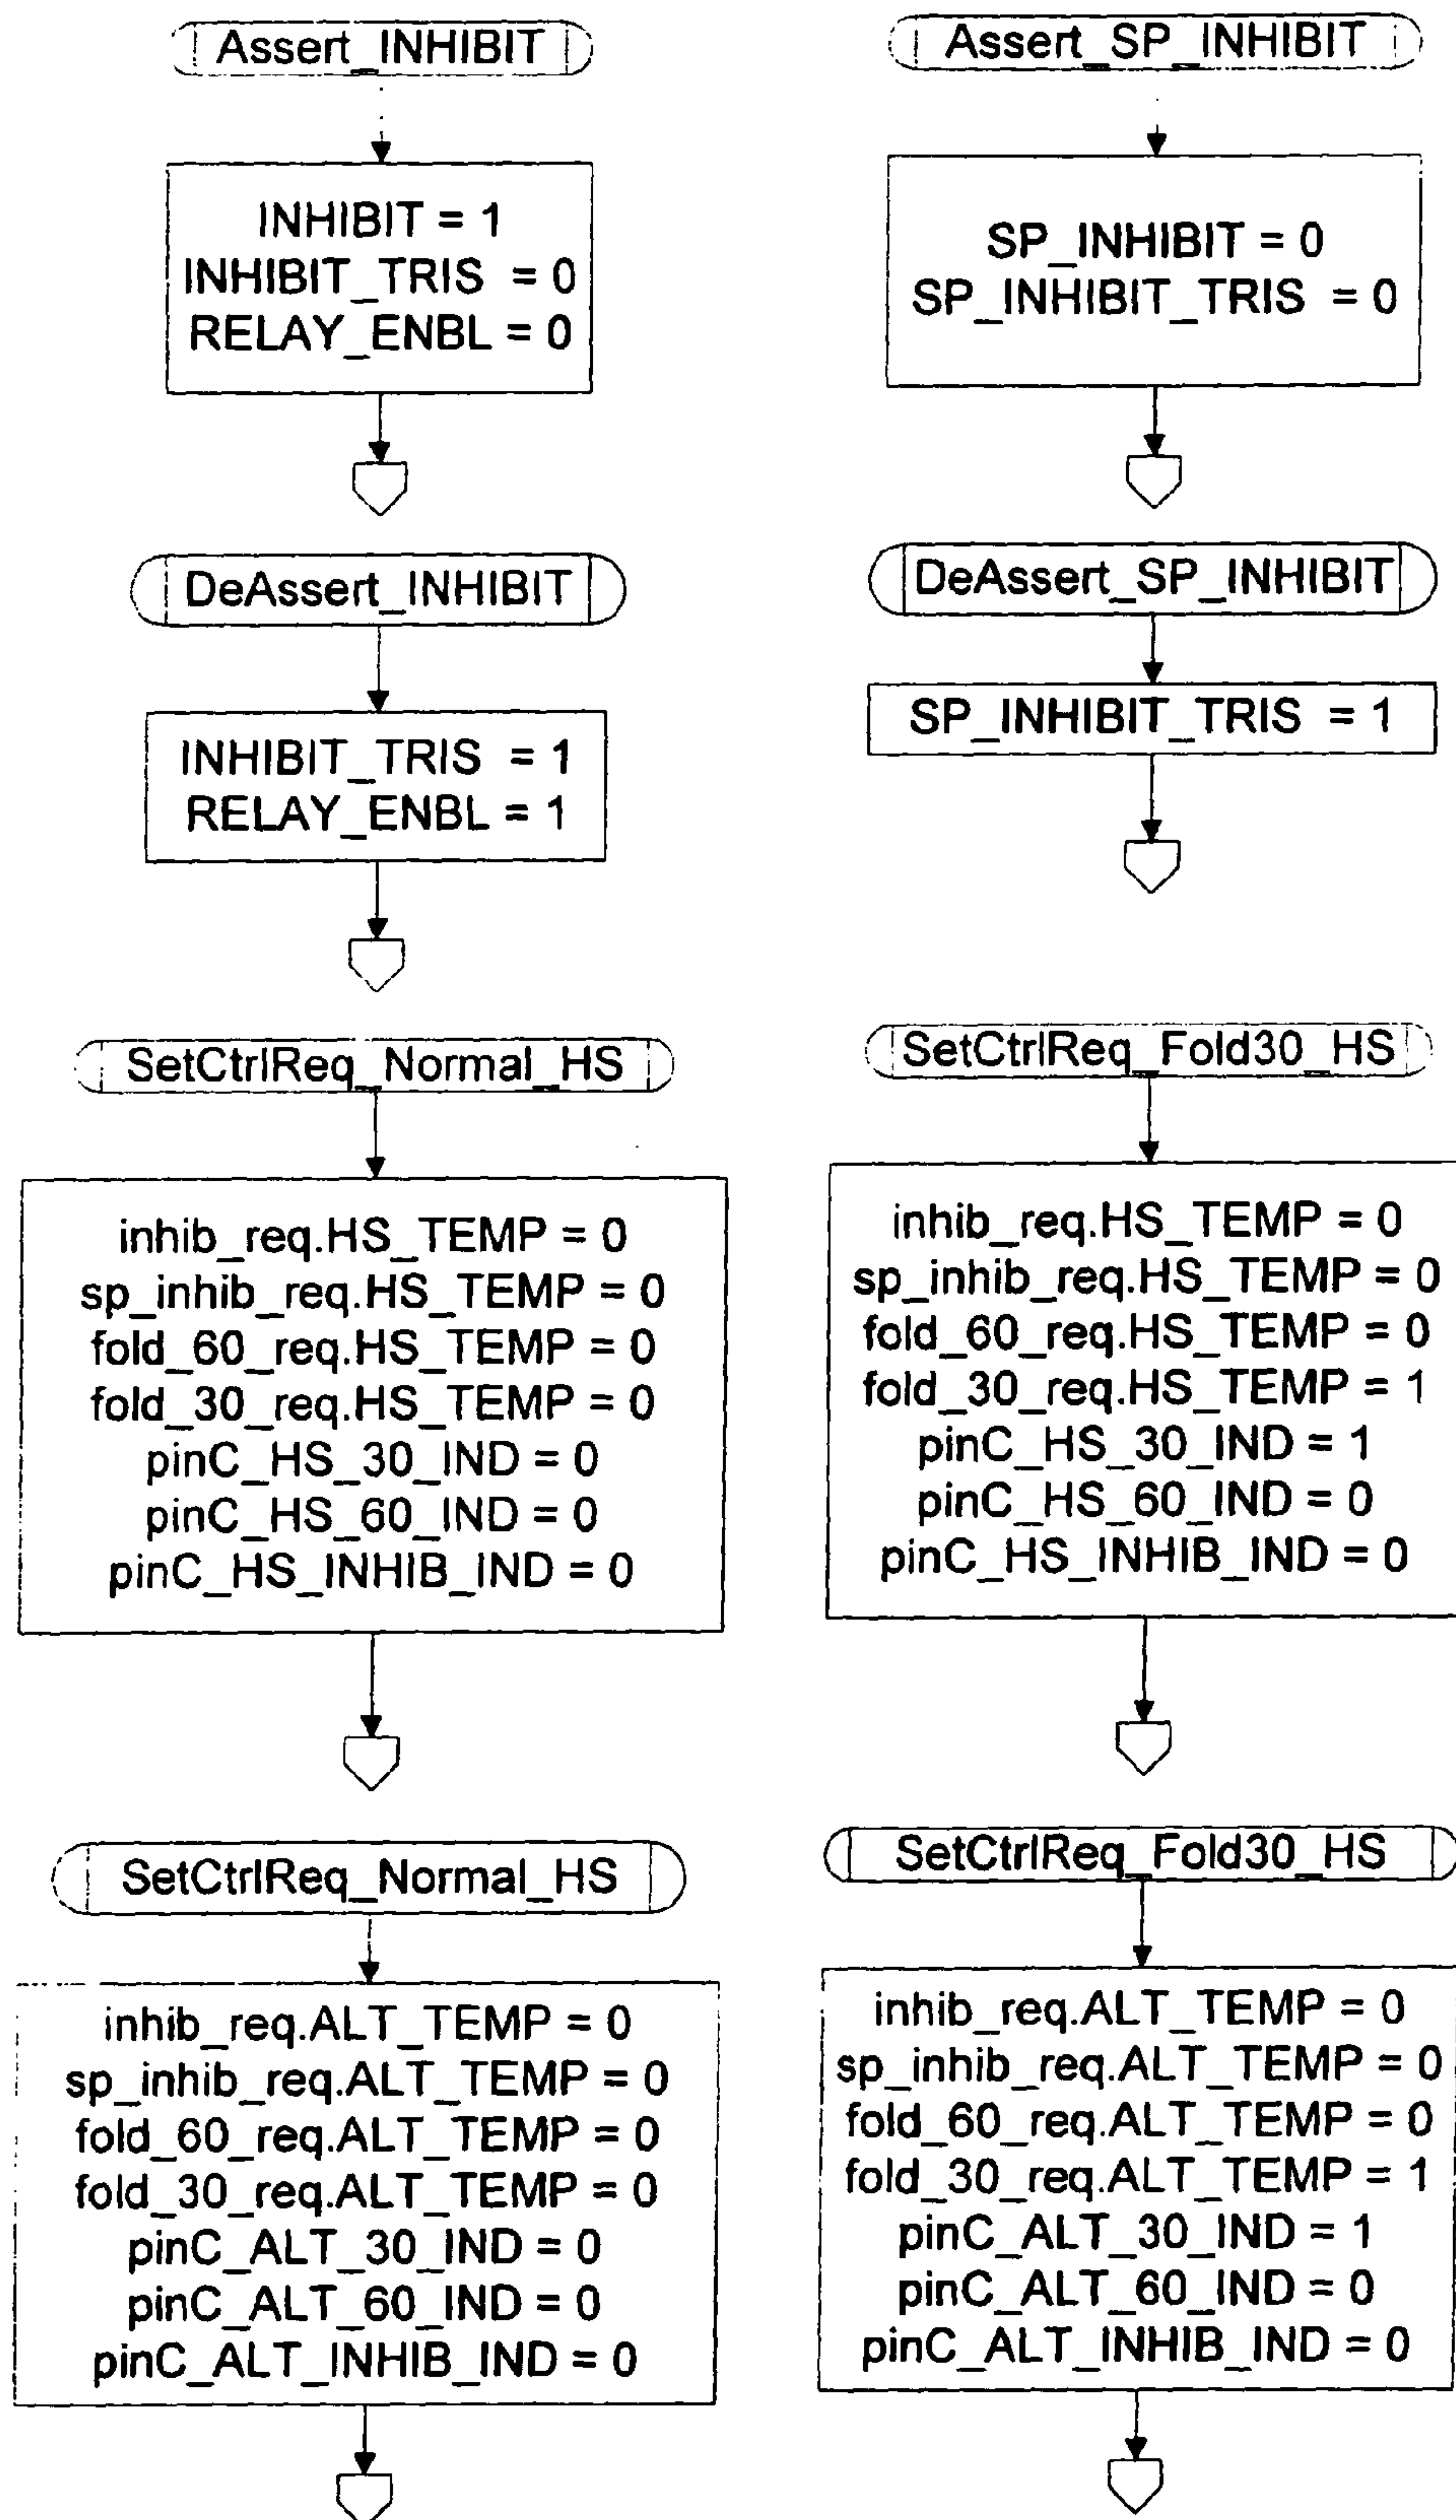 Assert_INHIBIT
INHIBIT = 1
INHIBIT_TRIS = 0
RELAY_ENBL = 0
Assert_SP_INHIBIT
SP_INHIBIT = 0
SP_INHIBIT_TRIS = 0
DeAssert_INHIBIT
INHIBIT_TRIS = 1
RELAY_ENBL = 1
DeAssert_SP_INHIBIT
SP_INHIBIT_TRIS = 1
SetCtrlReq_Normal_HS
inhib_req.HS_TEMP = 0
sp_inhib_req.HS_TEMP = 0
fold_60_req.HS_TEMP = 0
fold_30_req.HS_TEMP = 0
pinC_HS_30_IND = 0
pinC_HS_60_IND = 0
pinC_HS_INHIB_IND = 0
SetCtrlReq_Fold30_HS
inhib_req.HS_TEMP = 0
sp_inhib_req.HS_TEMP = 0
fold_60_req.HS_TEMP = 0
fold_30_req.HS_TEMP = 1
pinC_HS_30_IND = 1
pinC_HS_60_IND = 0
pinC_HS_INHIB_IND = 0
SetCtrlReq_Normal_HS
inhib_req.ALT_TEMP = 0
sp_inhib_req.ALT_TEMP = 0
fold_60_req.ALT_TEMP = 0
fold_30_req.ALT_TEMP = 0
pinC_ALT_30_IND = 0
pinC_ALT_60_IND = 0
pinC_ALT_INHIB_IND = 0
SetCtrlReq_Fold30_HS
inhib_req.ALT_TEMP = 0
sp_inhib_req.ALT_TEMP = 0
fold_60_req.ALT_TEMP = 0
fold_30_req.ALT_TEMP = 1
pinC_ALT_30_IND = 1
pinC_ALT_60_IND = 0
pinC_ALT_INHIB_IND = 0